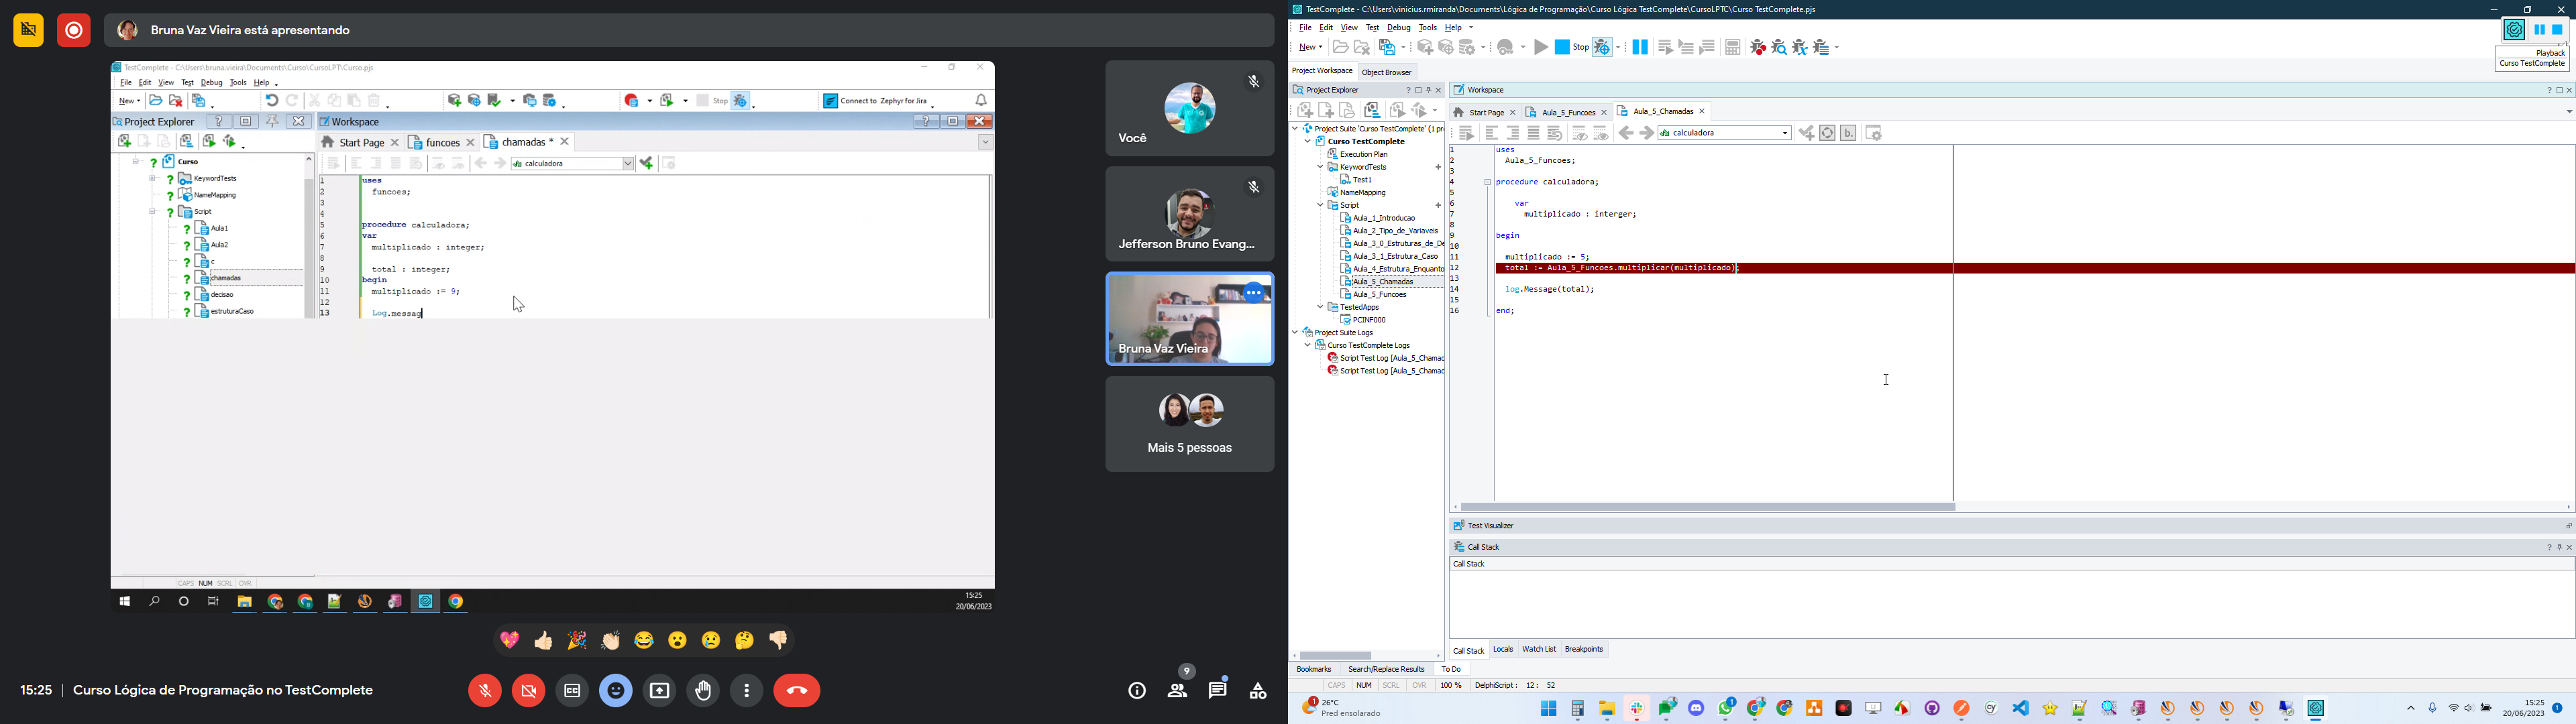 Bruna Vaz Vieira está apresentando
TestComplete - C:\Users\bruna.vieira\Documents\Curso\CursoLPT\Curso.pjs
File Edit View Test Debug Tools Help
New
Stop
Connect to Zephyr for Jira
Project Explorer
Workspace
Start Page
funcoes
chamadas *
calculadora
Curso
KeywordTests
NameMapping
Script
Aula1
Aula2
c
chamadas
decisao
estruturaCaso
1 uses
2 funcoes;
3
4
5 procedure calculadora;
6 var
7 multiplicado : integer;
8
9 total : integer;
10 begin
11 multiplicado := 9;
12
13 Log.messag
CAPS NUM SCRL OVR
15:25
20/06/2023
Você
Jefferson Bruno Evang...
Bruna Vaz Vieira
Mais 5 pessoas
15:25 | Curso Lógica de Programação no TestComplete
9
TestComplete - C:\Users\vinicius.rmiranda\Documents\Lógica de Programação\Curso Lógica TestComplete\CursoLPTC\Curso TestComplete.pjs
File Edit View Test Debug Tools Help
New
Stop
Playback
Curso TestComplete
Project Workspace
Object Browser
Project Explorer
Workspace
Start Page
Aula_5_Funcoes
Aula_5_Chamadas
calculadora
b.
Project Suite 'Curso TestComplete' (1 pr
Curso TestComplete
Execution Plan
KeywordTests
Test1
NameMapping
Script
Aula_1_Introducao
Aula_2_Tipo_de_Variaveis
Aula_3_0_Estruturas_de_De
Aula_3_1_Estrutura_Caso
Aula_4_Estrutura_Enquanto
Aula_5_Chamadas
Aula_5_Funcoes
TestedApps
PCINF000
Project Suite Logs
Curso TestComplete Logs
Script Test Log [Aula_5_Chamac
Script Test Log [Aula_5_Chamac
1 uses
2 Aula_5_Funcoes;
3
4 procedure calculadora;
5
6 var
7 multiplicado : interger;
8
9 begin
10
11 multiplicado := 5;
12 total := Aula_5_Funcoes.multiplicar(multiplicado);
13
14 log.Message(total);
15
16 end;
Test Visualizer
Call Stack
Call Stack
Call Stack
Locals
Watch List
Breakpoints
Bookmarks
Search/Replace Results
To Do
CAPS NUM SCRL OVR 100 % DelphiScript : 12: 52
1
26°C
Pred ensolarado
15:25
20/06/2023